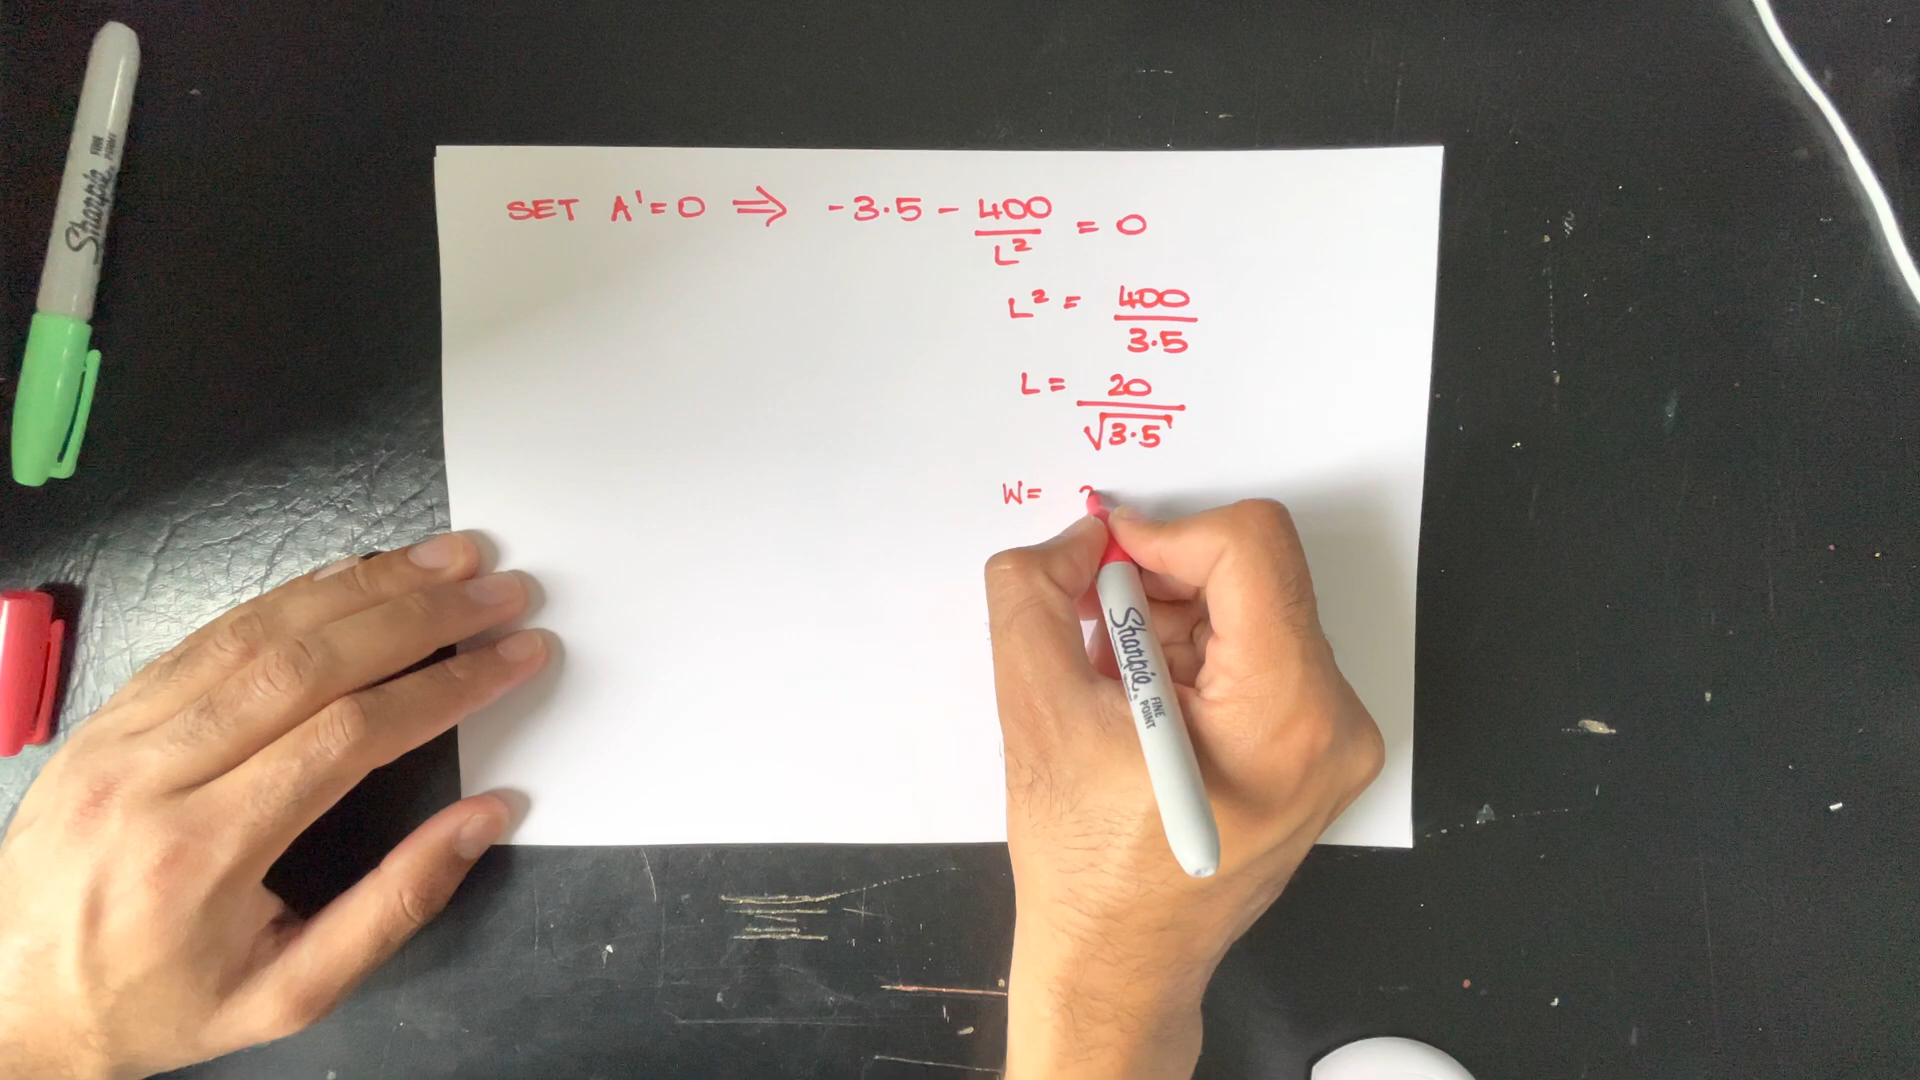 SET A' = 0 ⇒ -3.5 - 400/L² = 0
L² = 400/3.5
L = 20/√3.5
W =
Sharpie
FINE POINT
Sharpie
FINE POINT